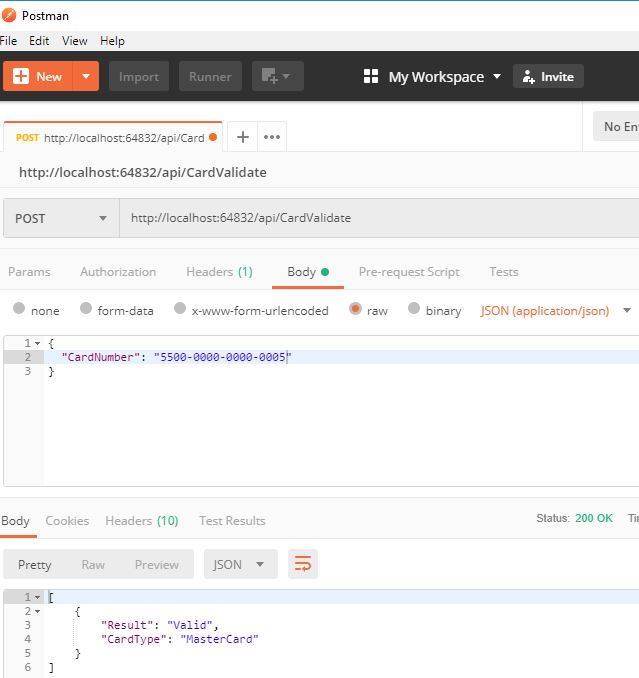 Postman
File Edit View Help
New Import Runner My Workspace Invite
POST http://localhost:64832/api/Card + ••• No En
http://localhost:64832/api/CardValidate
POST http://localhost:64832/api/CardValidate
Params Authorization Headers (1) Body Pre-request Script Tests
none form-data x-www-form-urlencoded raw binary JSON (application/json)
1 {
2 "CardNumber": "5500-0000-0000-0005"
3 }
Body Cookies Headers (10) Test Results Status: 200 OK Ti
Pretty Raw Preview JSON
1 [
2 {
3 "Result": "Valid",
4 "CardType": "MasterCard"
5 }
6 ]